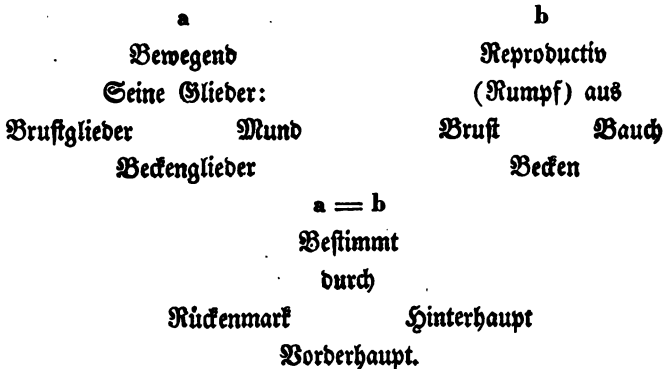 a b
Bewegend Reproductiv
Seine Glieder: (Rumpf) aus
Brustglieder Mund Brust Bauch
Beckenglieder Becken
a = b
Bestimmt
durch
Rückenmark Hinterhaupt
Vorderhaupt.